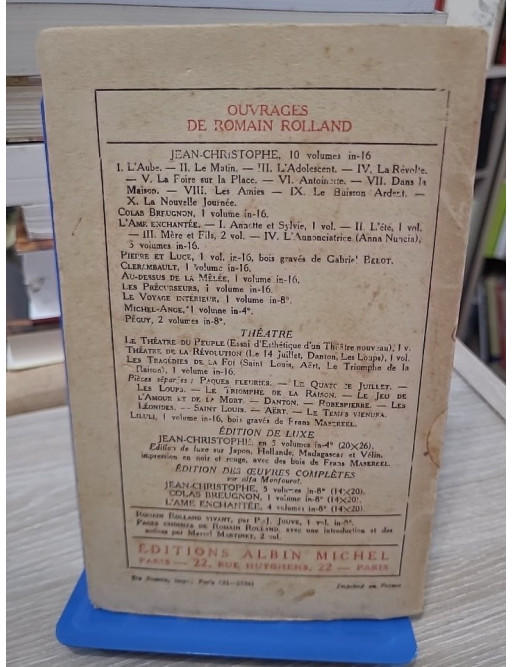 OUVRAGES
DE ROMAIN ROLLAND
JEAN-CHRISTOPHE, 10 volumes in-16
I. L'Aube. — II. Le Matin. — III. L'Adolescent. — IV. La Révolte.
— V. La Foire sur la Place. — VI. Antoinette. — VII. Dans la
Maison. — VIII. Les Amies — IX. Le Buisson Ardent. —
X. La Nouvelle Journée.
COLAS BREUGNON, 1 volume in-16.
L'AME ENCHANTÉE. — I. Annette et Sylvie, 1 vol. — II. L'été, 1 vol.
— III. Mère et Fils, 2 vol. — IV. L'Annonciatrice (Anna Nuncia),
3 volumes in-16.
PIERRE ET LUCE, 1 vol. in-16, bois gravés de Gabriel BELOT.
CLERAMBAULT, 1 volume in-16.
AU-DESSUS DE LA MÊLÉE, 1 volume in-16.
LES PRÉCURSEURS, 1 volume in-16.
LE VOYAGE INTÉRIEUR, 1 volume in-8°.
MICHEL-ANGE, 1 volume in-4°.
PÉGUY, 2 volumes in-8°.
THÉATRE
LE THÉATRE DU PEUPLE (Essai d'Esthétique d'un Théâtre nouveau), 1 v.
THÉATRE DE LA RÉVOLUTION (Le 14 Juillet, Danton, Les Loups), 1 vol.
LES TRAGÉDIES DE LA FOI (Saint Louis, Aërt, Le Triomphe de la
Raison), 1 volume in-16.
Pièces séparées : PAQUES FLEURIES. — LE QUATORZE JUILLET. —
LES LOUPS. — LE TRIOMPHE DE LA RAISON. — LE JEU DE
L'AMOUR ET DE LA MORT. — DANTON. — ROBESPIERRE. — LES
LÉONIDES. — SAINT LOUIS. — AËRT. — LE TEMPS VIENDRA.
LILULI, 1 volume in-16, bois gravés de Frans MASEREEL.
ÉDITION DE LUXE
JEAN-CHRISTOPHE, en 5 volumes in-4° (20×26).
Edition de luxe sur Japon, Hollande, Madagascar et Vélin,
impression en noir et rouge, avec des bois de Frans MASEREEL.
ÉDITION DES ŒUVRES COMPLÈTES
sur alfa Montgolfier.
JEAN-CHRISTOPHE, 5 volumes in-8° (14×20).
COLAS BREUGNON, 1 volume in-8° (14×20).
L'AME ENCHANTÉE, 4 volumes in-8° (14×20).
ROMAIN ROLLAND VIVANT, par P.-J. JOUVE, 1 vol. in-8°.
PAGES CHOISIES DE ROMAIN ROLLAND, avec une introduction et des
notices par Marcel MARTINET, 2 vol.
ÉDITIONS ALBIN MICHEL
PARIS — 22, RUE HUYGHENS, 22 — PARIS
Imprimé en France